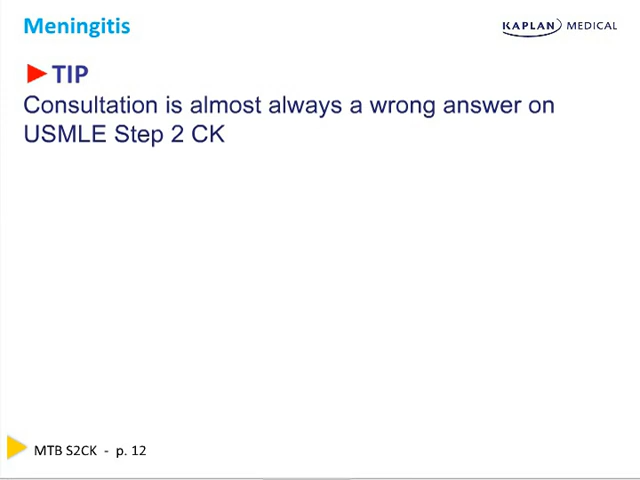 Meningitis
KAPLAN MEDICAL
TIP
Consultation is almost always a wrong answer on
USMLE Step 2 CK
MTB S2CK - p. 12